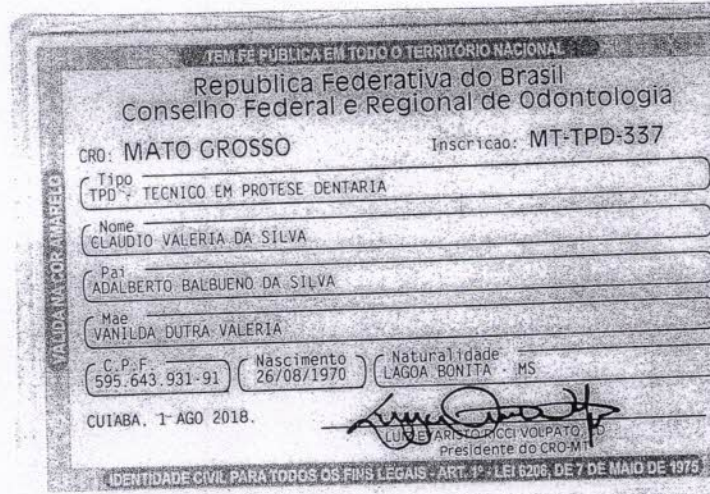 TEM FÉ PÚBLICA EM TODO O TERRITÓRIO NACIONAL
Republica Federativa do Brasil
Conselho Federal e Regional de Odontologia
CRO: MATO GROSSO Inscricao: MT-TPD-337
Tipo
TPD - TECNICO EM PROTESE DENTARIA
Nome
CLAUDIO VALERIA DA SILVA
Pai
ADALBERTO BALBUENO DA SILVA
Mae
VANILDA DUTRA VALERIA
C.P.F. Nascimento Naturalidade
595.643.931-91 26/08/1970 LAGOA BONITA - MS
CUIABA, 1 AGO 2018.
LUIZ EVARISTO RICCI VOLPATO,
Presidente do CRO-MT
VÁLIDA NA COR AMARELO
IDENTIDADE CIVIL PARA TODOS OS FINS LEGAIS - ART. 1º - LEI 6206, DE 7 DE MAIO DE 1975